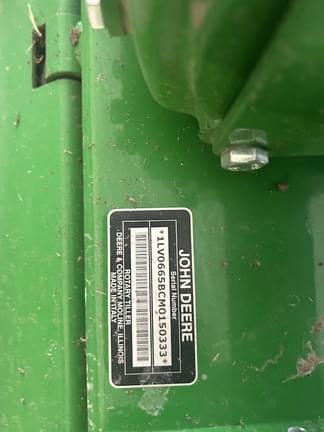 JOHN DEERE
Serial Number
*1LV0665BCM0150333*
ROTARY TILLER
DEERE & COMPANY MOLINE, ILLINOIS
MADE IN ITALY